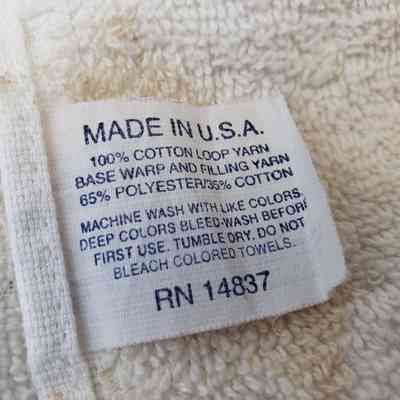 MADE IN U.S.A.
100% COTTON LOOP YARN
BASE WARP AND FILLING YARN
65% POLYESTER/35% COTTON
MACHINE WASH WITH LIKE COLORS.
DEEP COLORS BLEED-WASH BEFORE
FIRST USE. TUMBLE DRY. DO NOT
BLEACH COLORED TOWELS.
RN 14837